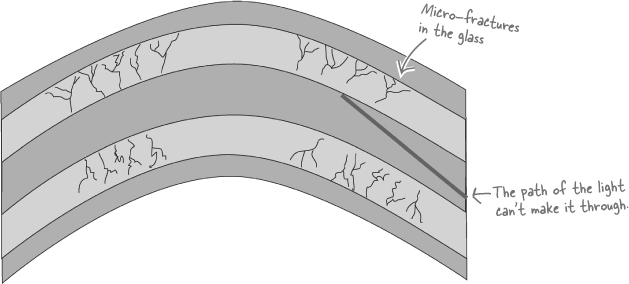 Micro-fractures
in the glass
The path of the light
can't make it through.